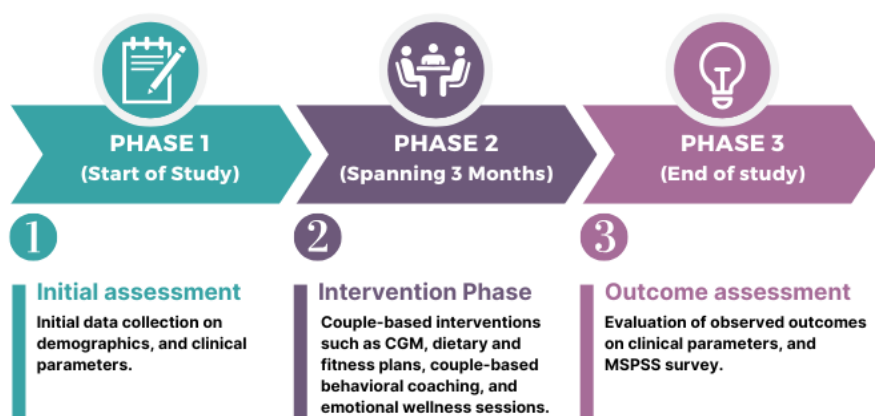 PHASE 1
(Start of Study)
PHASE 2
(Spanning 3 Months)
PHASE 3
(End of study)
1
Initial assessment
Initial data collection on
demographics, and clinical
parameters.
2
Intervention Phase
Couple-based interventions
such as CGM, dietary and
fitness plans, couple-based
behavioral coaching, and
emotional wellness sessions.
3
Outcome assessment
Evaluation of observed outcomes
on clinical parameters, and
MSPSS survey.